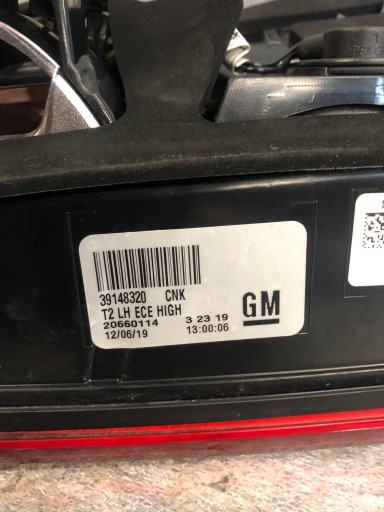 39148320 CNK
T2 LH ECE HIGH
20660114 3 23 19
12/06/19 13:00:06
GM